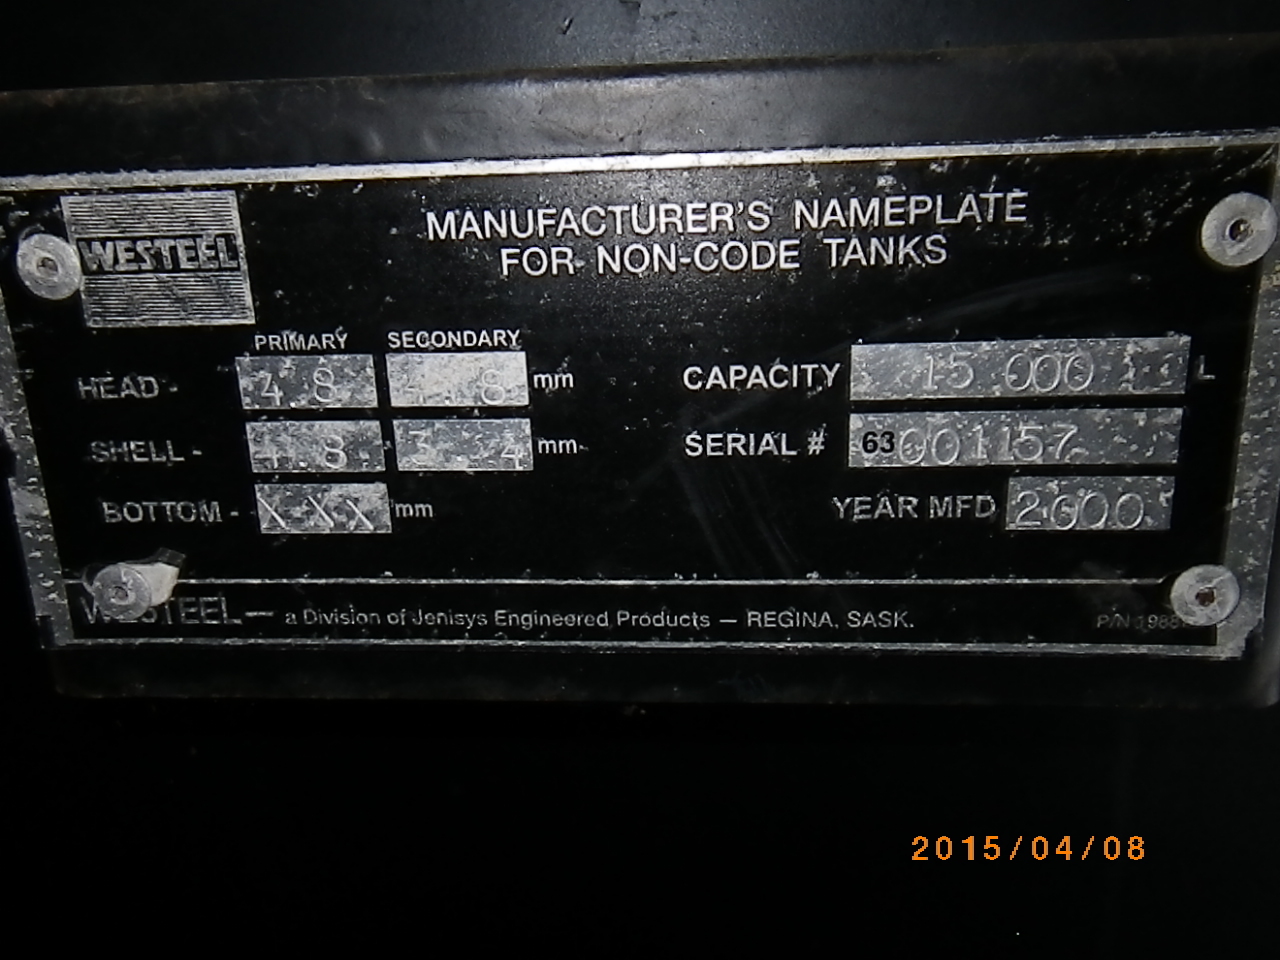 WESTEEL
MANUFACTURER'S NAMEPLATE
FOR NON-CODE TANKS
PRIMARY SECONDARY
HEAD - 4.8 4.8 mm
SHELL - 4.8 3.4 mm
BOTTOM - XXX mm
CAPACITY 15 000 L
SERIAL # 63001157
YEAR MFD 2000
WESTEEL — a Division of Jenisys Engineered Products — REGINA, SASK.
P/N
2015/04/08